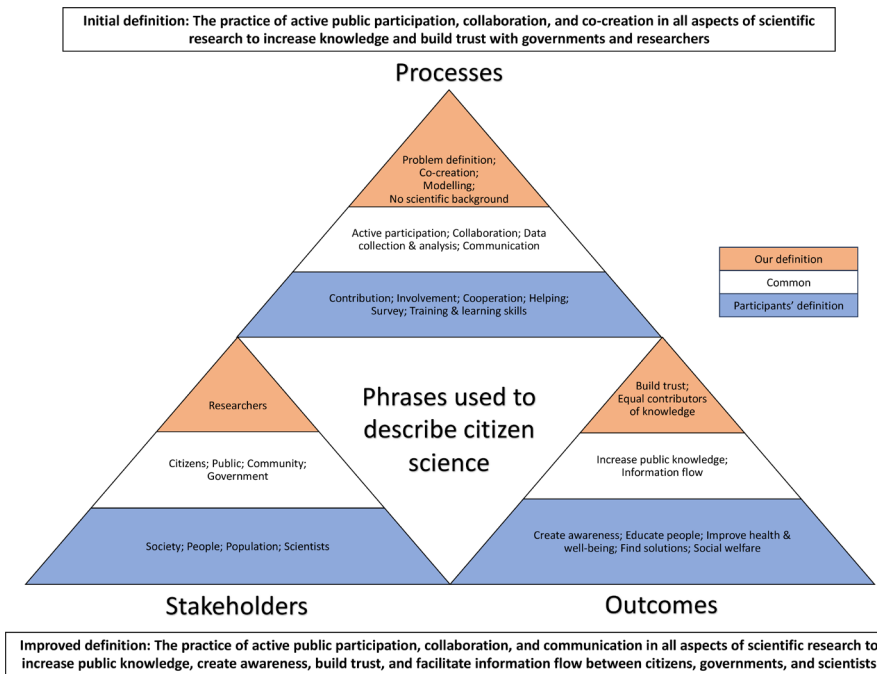 Initial definition: The practice of active public participation, collaboration, and co-creation in all aspects of scientific
research to increase knowledge and build trust with governments and researchers
Processes
Problem definition;
Co-creation;
Modelling;
No scientific background
Active participation; Collaboration; Data
collection & analysis; Communication
Contribution; Involvement; Cooperation; Helping;
Survey; Training & learning skills
Our definition
Common
Participants' definition
Phrases used to
describe citizen
science
Researchers
Citizens; Public; Community;
Government
Society; People; Population; Scientists
Build trust;
Equal contributors
of knowledge
Increase public knowledge;
Information flow
Create awareness; Educate people; Improve health &
well-being; Find solutions; Social welfare
Stakeholders
Outcomes
Improved definition: The practice of active public participation, collaboration, and communication in all aspects of scientific research to
increase public knowledge, create awareness, build trust, and facilitate information flow between citizens, governments, and scientists